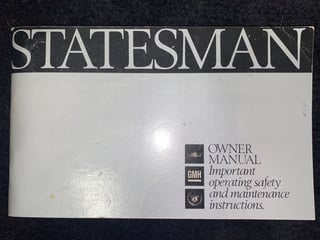 STATESMAN
OWNER
MANUAL
Important
operating safety
and maintenance
instructions.
GMH